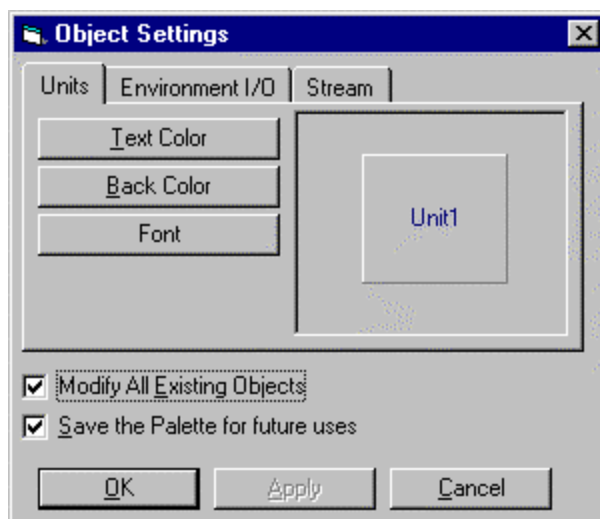 Object Settings
Units Environment I/O Stream
Text Color
Back Color
Font
Unit1
Modify All Existing Objects
Save the Palette for future uses
OK Apply Cancel